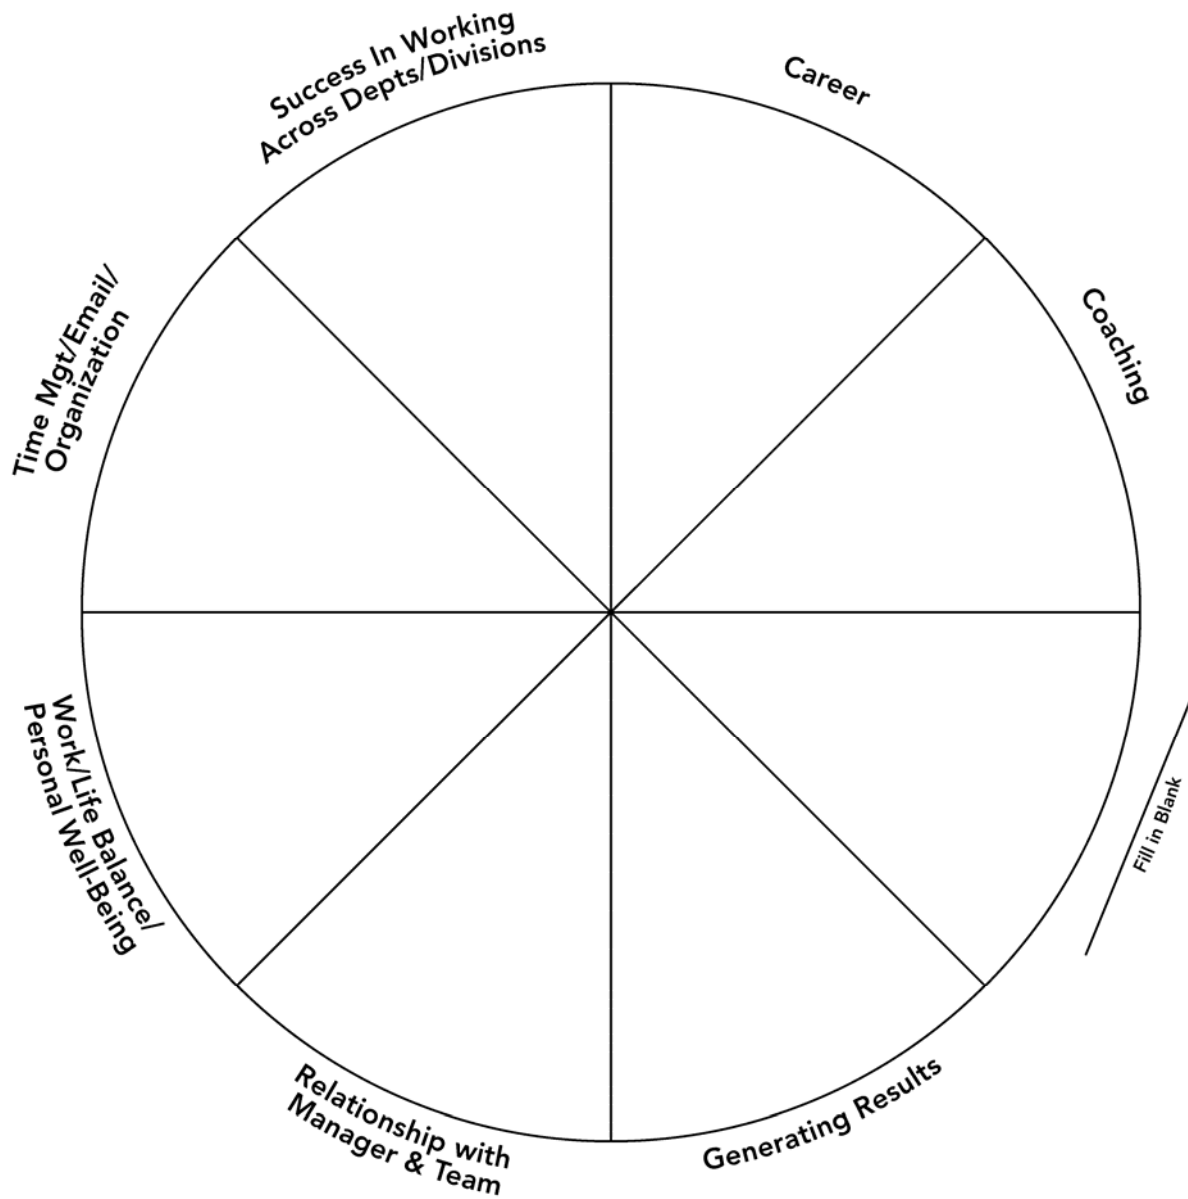 Success In Working
Across Depts/Divisions
Career
Coaching
Time Mgt/Email/
Organization
Fill in Blank
Work/Life Balance/
Personal Well-Being
Generating Results
Relationship with
Manager & Team